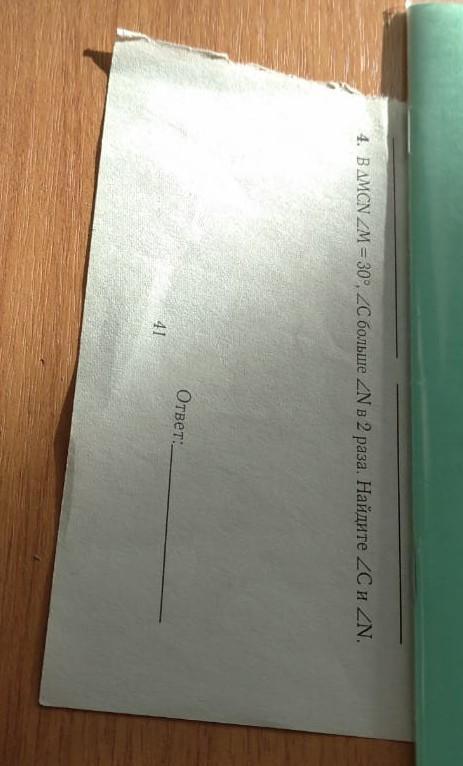 4. В ΔMCN ∠M = 30°, ∠C больше ∠N в 2 раза. Найдите ∠C и ∠N.
Ответ:
41